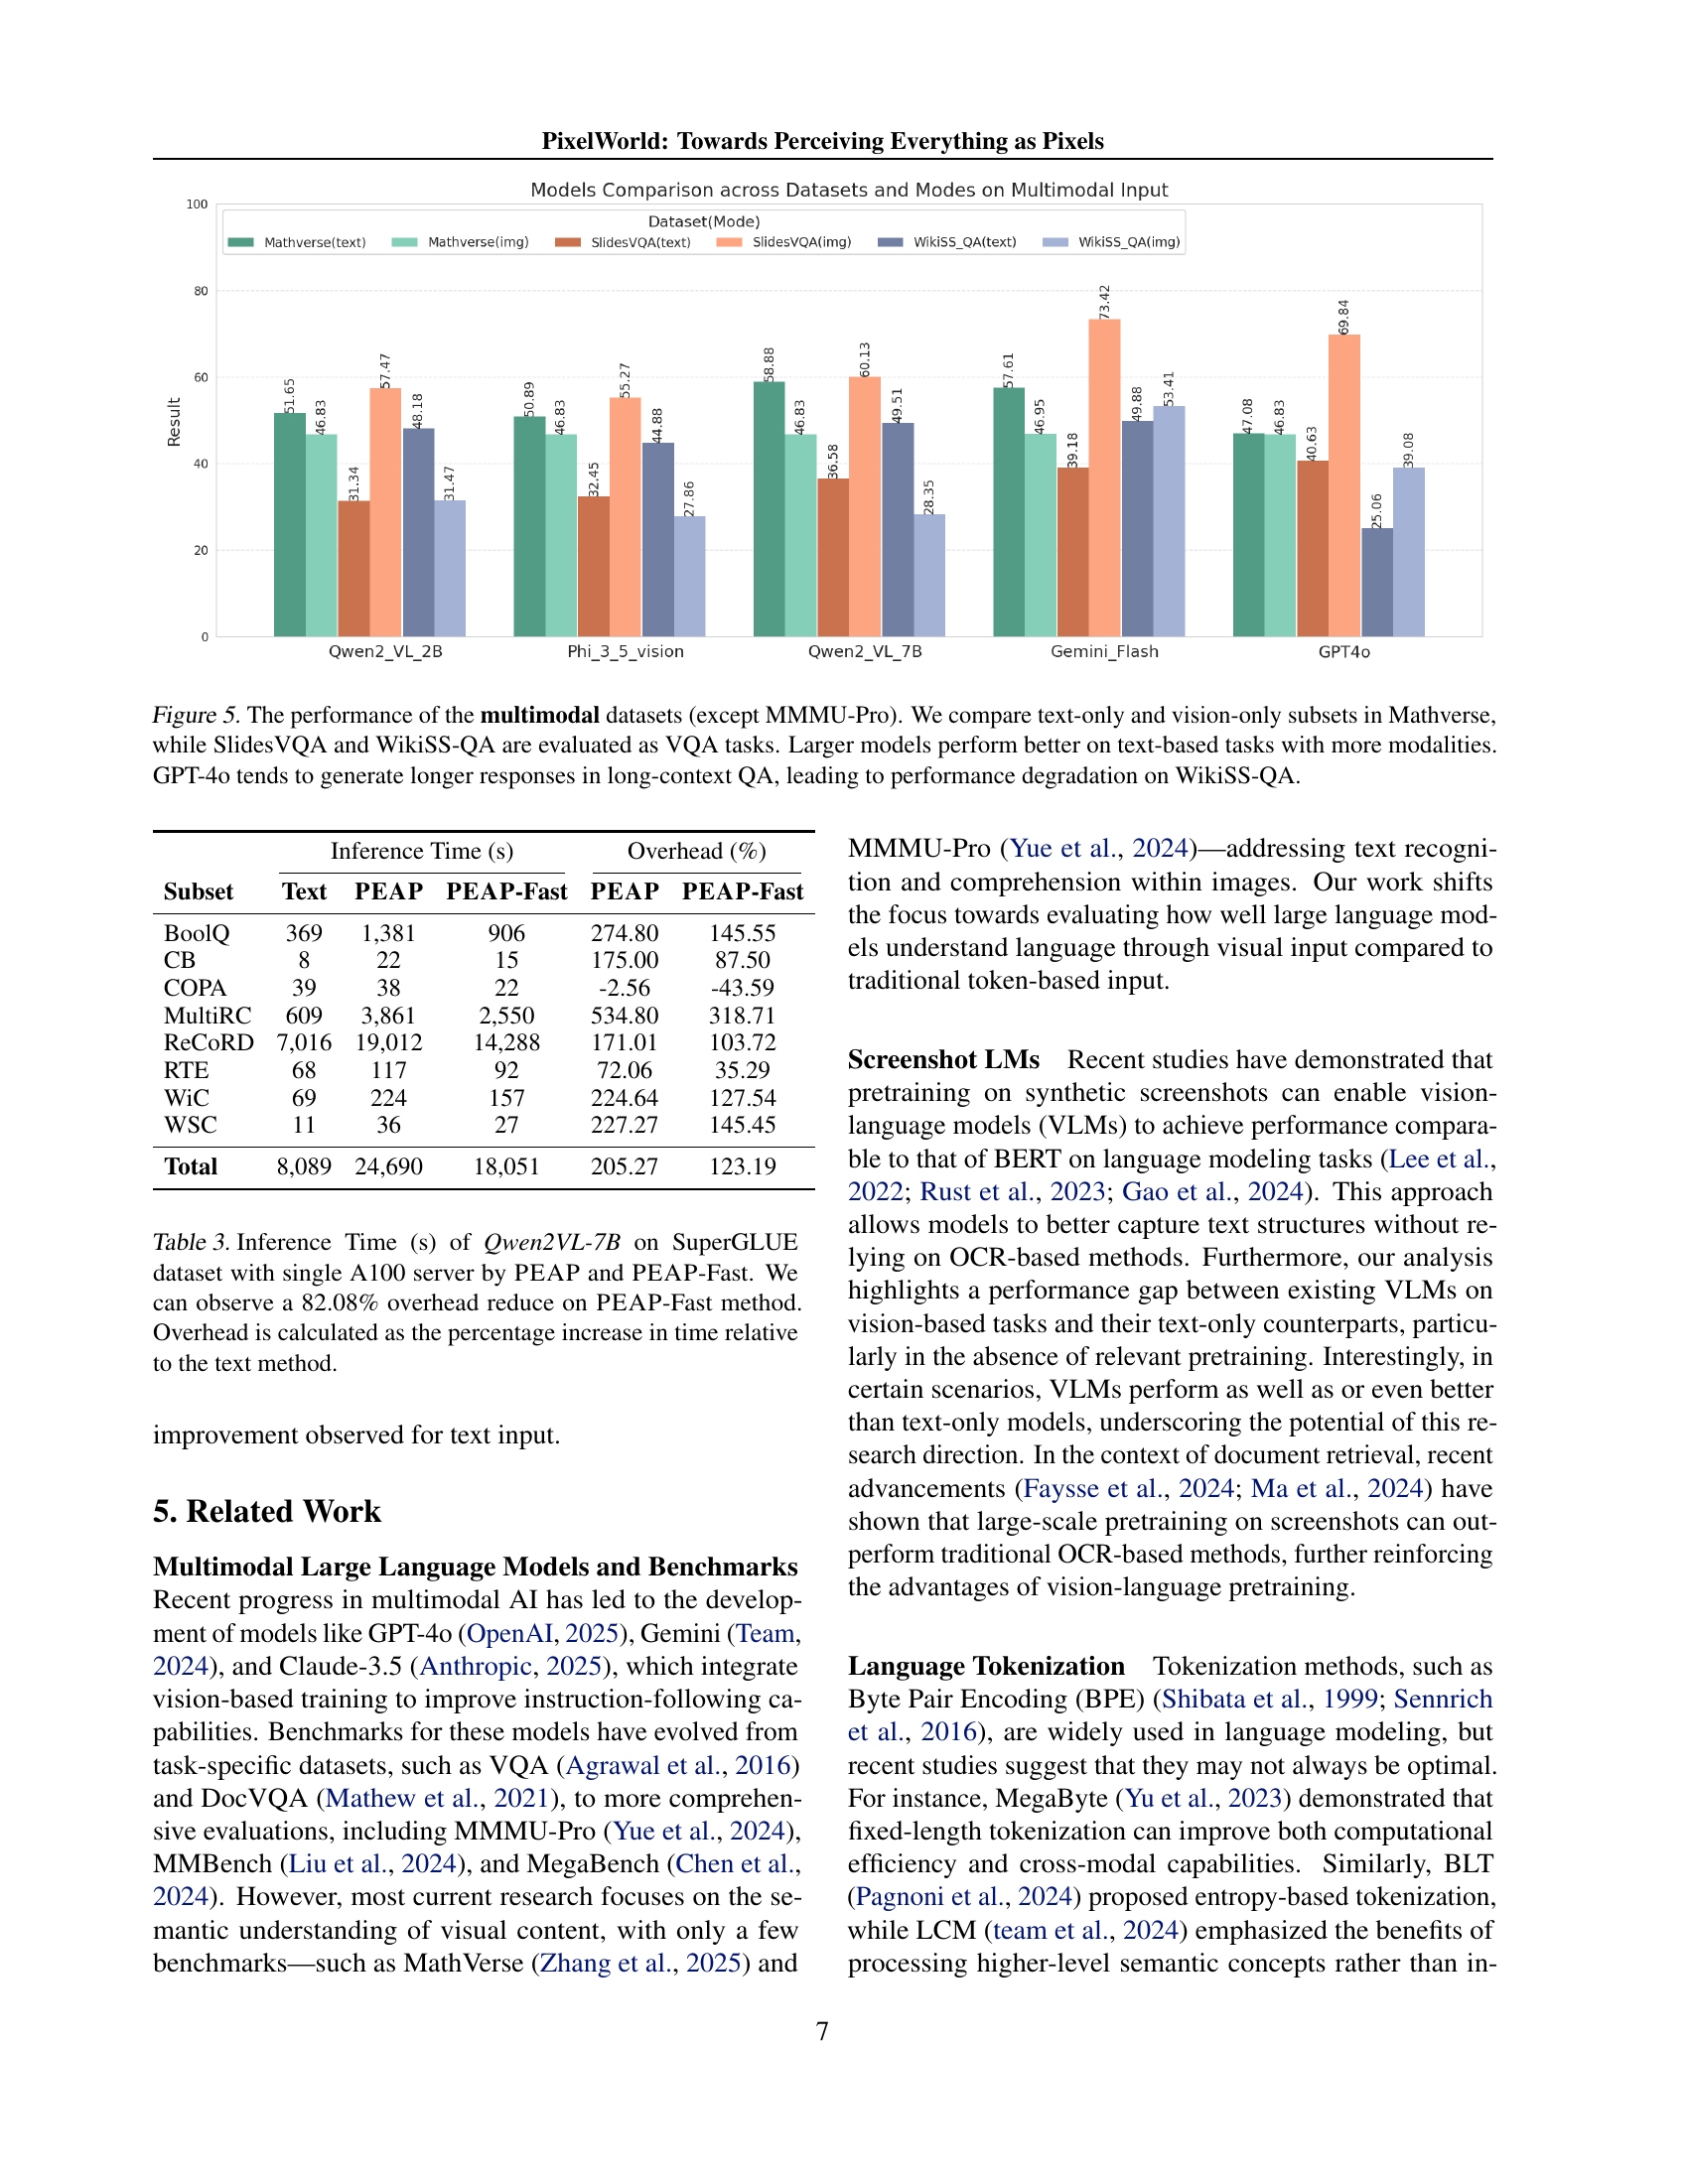 PixelWorld: Towards Perceiving Everything as Pixels
Models Comparison across Datasets and Modes on Multimodal Input
Dataset(Mode)
Mathverse(text) Mathverse(img) SlidesVQA(text) SlidesVQA(img) WikiSS_QA(text) WikiSS_QA(img)
Result
100
80
60
40
20
0
51.65 46.83 31.34 57.47 48.18 31.47
50.89 46.83 32.45 55.27 44.88 27.86
58.88 46.83 36.58 60.13 49.51 28.35
57.61 46.95 39.18 73.42 49.88 53.41
47.08 46.83 40.63 69.84 25.06 39.08
Qwen2_VL_2B Phi_3_5_vision Qwen2_VL_7B Gemini_Flash GPT4o
Figure 5. The performance of the multimodal datasets (except MMMU-Pro). We compare text-only and vision-only subsets in Mathverse,
while SlidesVQA and WikiSS-QA are evaluated as VQA tasks. Larger models perform better on text-based tasks with more modalities.
GPT-4o tends to generate longer responses in long-context QA, leading to performance degradation on WikiSS-QA.
Inference Time (s) Overhead (%)
Subset Text PEAP PEAP-Fast PEAP PEAP-Fast
BoolQ 369 1,381 906 274.80 145.55
CB 8 22 15 175.00 87.50
COPA 39 38 22 -2.56 -43.59
MultiRC 609 3,861 2,550 534.80 318.71
ReCoRD 7,016 19,012 14,288 171.01 103.72
RTE 68 117 92 72.06 35.29
WiC 69 224 157 224.64 127.54
WSC 11 36 27 227.27 145.45
Total 8,089 24,690 18,051 205.27 123.19
Table 3. Inference Time (s) of Qwen2VL-7B on SuperGLUE
dataset with single A100 server by PEAP and PEAP-Fast. We
can observe a 82.08% overhead reduce on PEAP-Fast method.
Overhead is calculated as the percentage increase in time relative
to the text method.
improvement observed for text input.
5. Related Work
Multimodal Large Language Models and Benchmarks
Recent progress in multimodal AI has led to the develop-
ment of models like GPT-4o (OpenAI, 2025), Gemini (Team,
2024), and Claude-3.5 (Anthropic, 2025), which integrate
vision-based training to improve instruction-following ca-
pabilities. Benchmarks for these models have evolved from
task-specific datasets, such as VQA (Agrawal et al., 2016)
and DocVQA (Mathew et al., 2021), to more comprehen-
sive evaluations, including MMMU-Pro (Yue et al., 2024),
MMBench (Liu et al., 2024), and MegaBench (Chen et al.,
2024). However, most current research focuses on the se-
mantic understanding of visual content, with only a few
benchmarks—such as MathVerse (Zhang et al., 2025) and
MMMU-Pro (Yue et al., 2024)—addressing text recogni-
tion and comprehension within images. Our work shifts
the focus towards evaluating how well large language mod-
els understand language through visual input compared to
traditional token-based input.
Screenshot LMs Recent studies have demonstrated that
pretraining on synthetic screenshots can enable vision-
language models (VLMs) to achieve performance compara-
ble to that of BERT on language modeling tasks (Lee et al.,
2022; Rust et al., 2023; Gao et al., 2024). This approach
allows models to better capture text structures without re-
lying on OCR-based methods. Furthermore, our analysis
highlights a performance gap between existing VLMs on
vision-based tasks and their text-only counterparts, particu-
larly in the absence of relevant pretraining. Interestingly, in
certain scenarios, VLMs perform as well as or even better
than text-only models, underscoring the potential of this re-
search direction. In the context of document retrieval, recent
advancements (Faysse et al., 2024; Ma et al., 2024) have
shown that large-scale pretraining on screenshots can out-
perform traditional OCR-based methods, further reinforcing
the advantages of vision-language pretraining.
Language Tokenization Tokenization methods, such as
Byte Pair Encoding (BPE) (Shibata et al., 1999; Sennrich
et al., 2016), are widely used in language modeling, but
recent studies suggest that they may not always be optimal.
For instance, MegaByte (Yu et al., 2023) demonstrated that
fixed-length tokenization can improve both computational
efficiency and cross-modal capabilities. Similarly, BLT
(Pagnoni et al., 2024) proposed entropy-based tokenization,
while LCM (team et al., 2024) emphasized the benefits of
processing higher-level semantic concepts rather than in-
7